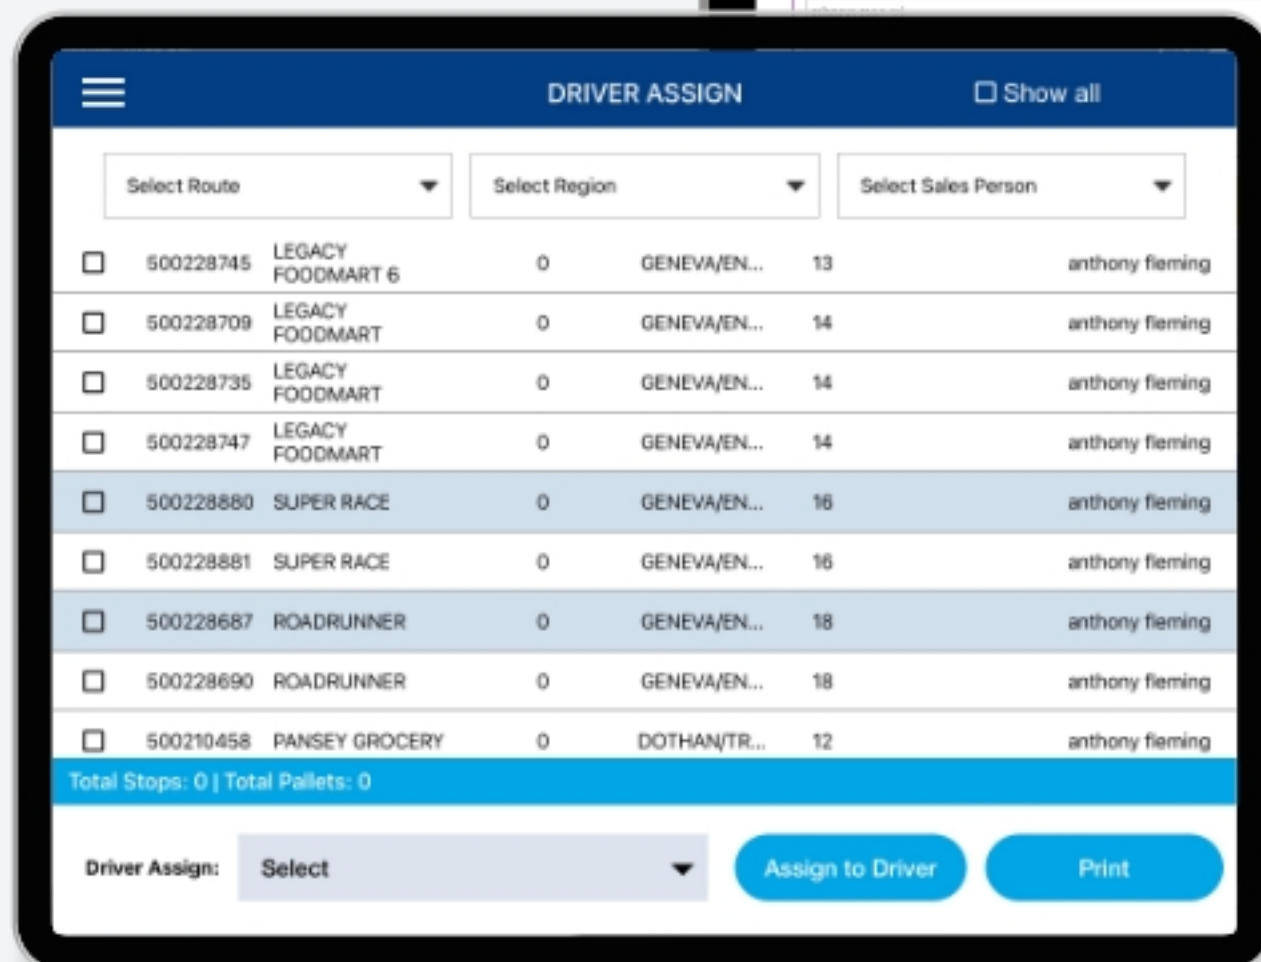 DRIVER ASSIGN
Show all
Select Route
Select Region
Select Sales Person
500228745 LEGACY FOODMART 6 0 GENEVA/EN... 13 anthony fleming
500228709 LEGACY FOODMART 0 GENEVA/EN... 14 anthony fleming
500228735 LEGACY FOODMART 0 GENEVA/EN... 14 anthony fleming
500228747 LEGACY FOODMART 0 GENEVA/EN... 14 anthony fleming
500228880 SUPER RACE 0 GENEVA/EN... 16 anthony fleming
500228881 SUPER RACE 0 GENEVA/EN... 16 anthony fleming
500228687 ROADRUNNER 0 GENEVA/EN... 18 anthony fleming
500228690 ROADRUNNER 0 GENEVA/EN... 18 anthony fleming
500210458 PANSEY GROCERY 0 DOTHAN/TR... 12 anthony fleming
Total Stops: 0 | Total Pallets: 0
Driver Assign:
Select
Assign to Driver
Print